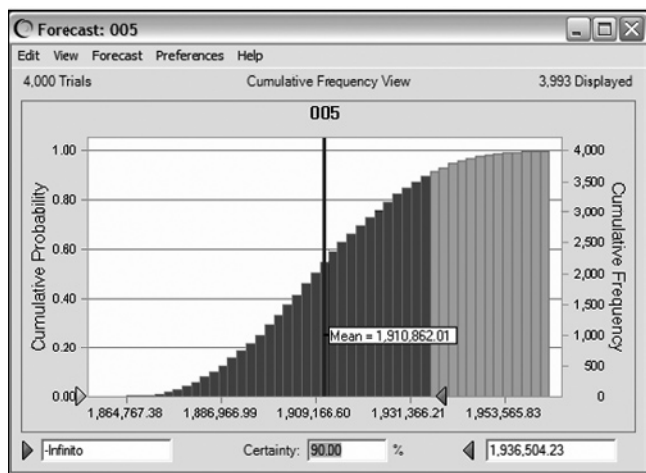 Forecast: 005
Edit View Forecast Preferences Help
4,000 Trials Cumulative Frequency View 3,993 Displayed
005
Cumulative Probability
1.00
0.80
0.60
0.40
0.20
0.00
Mean = 1,910,862.01
4,000
3,500
3,000
2,500
2,000
1,500
1,000
500
0
Cumulative Frequency
1,864,767.38 1,886,966.99 1,909,166.60 1,931,366.21 1,953,565.83
-Infinito Certainty: 90.00 % 1,936,504.23